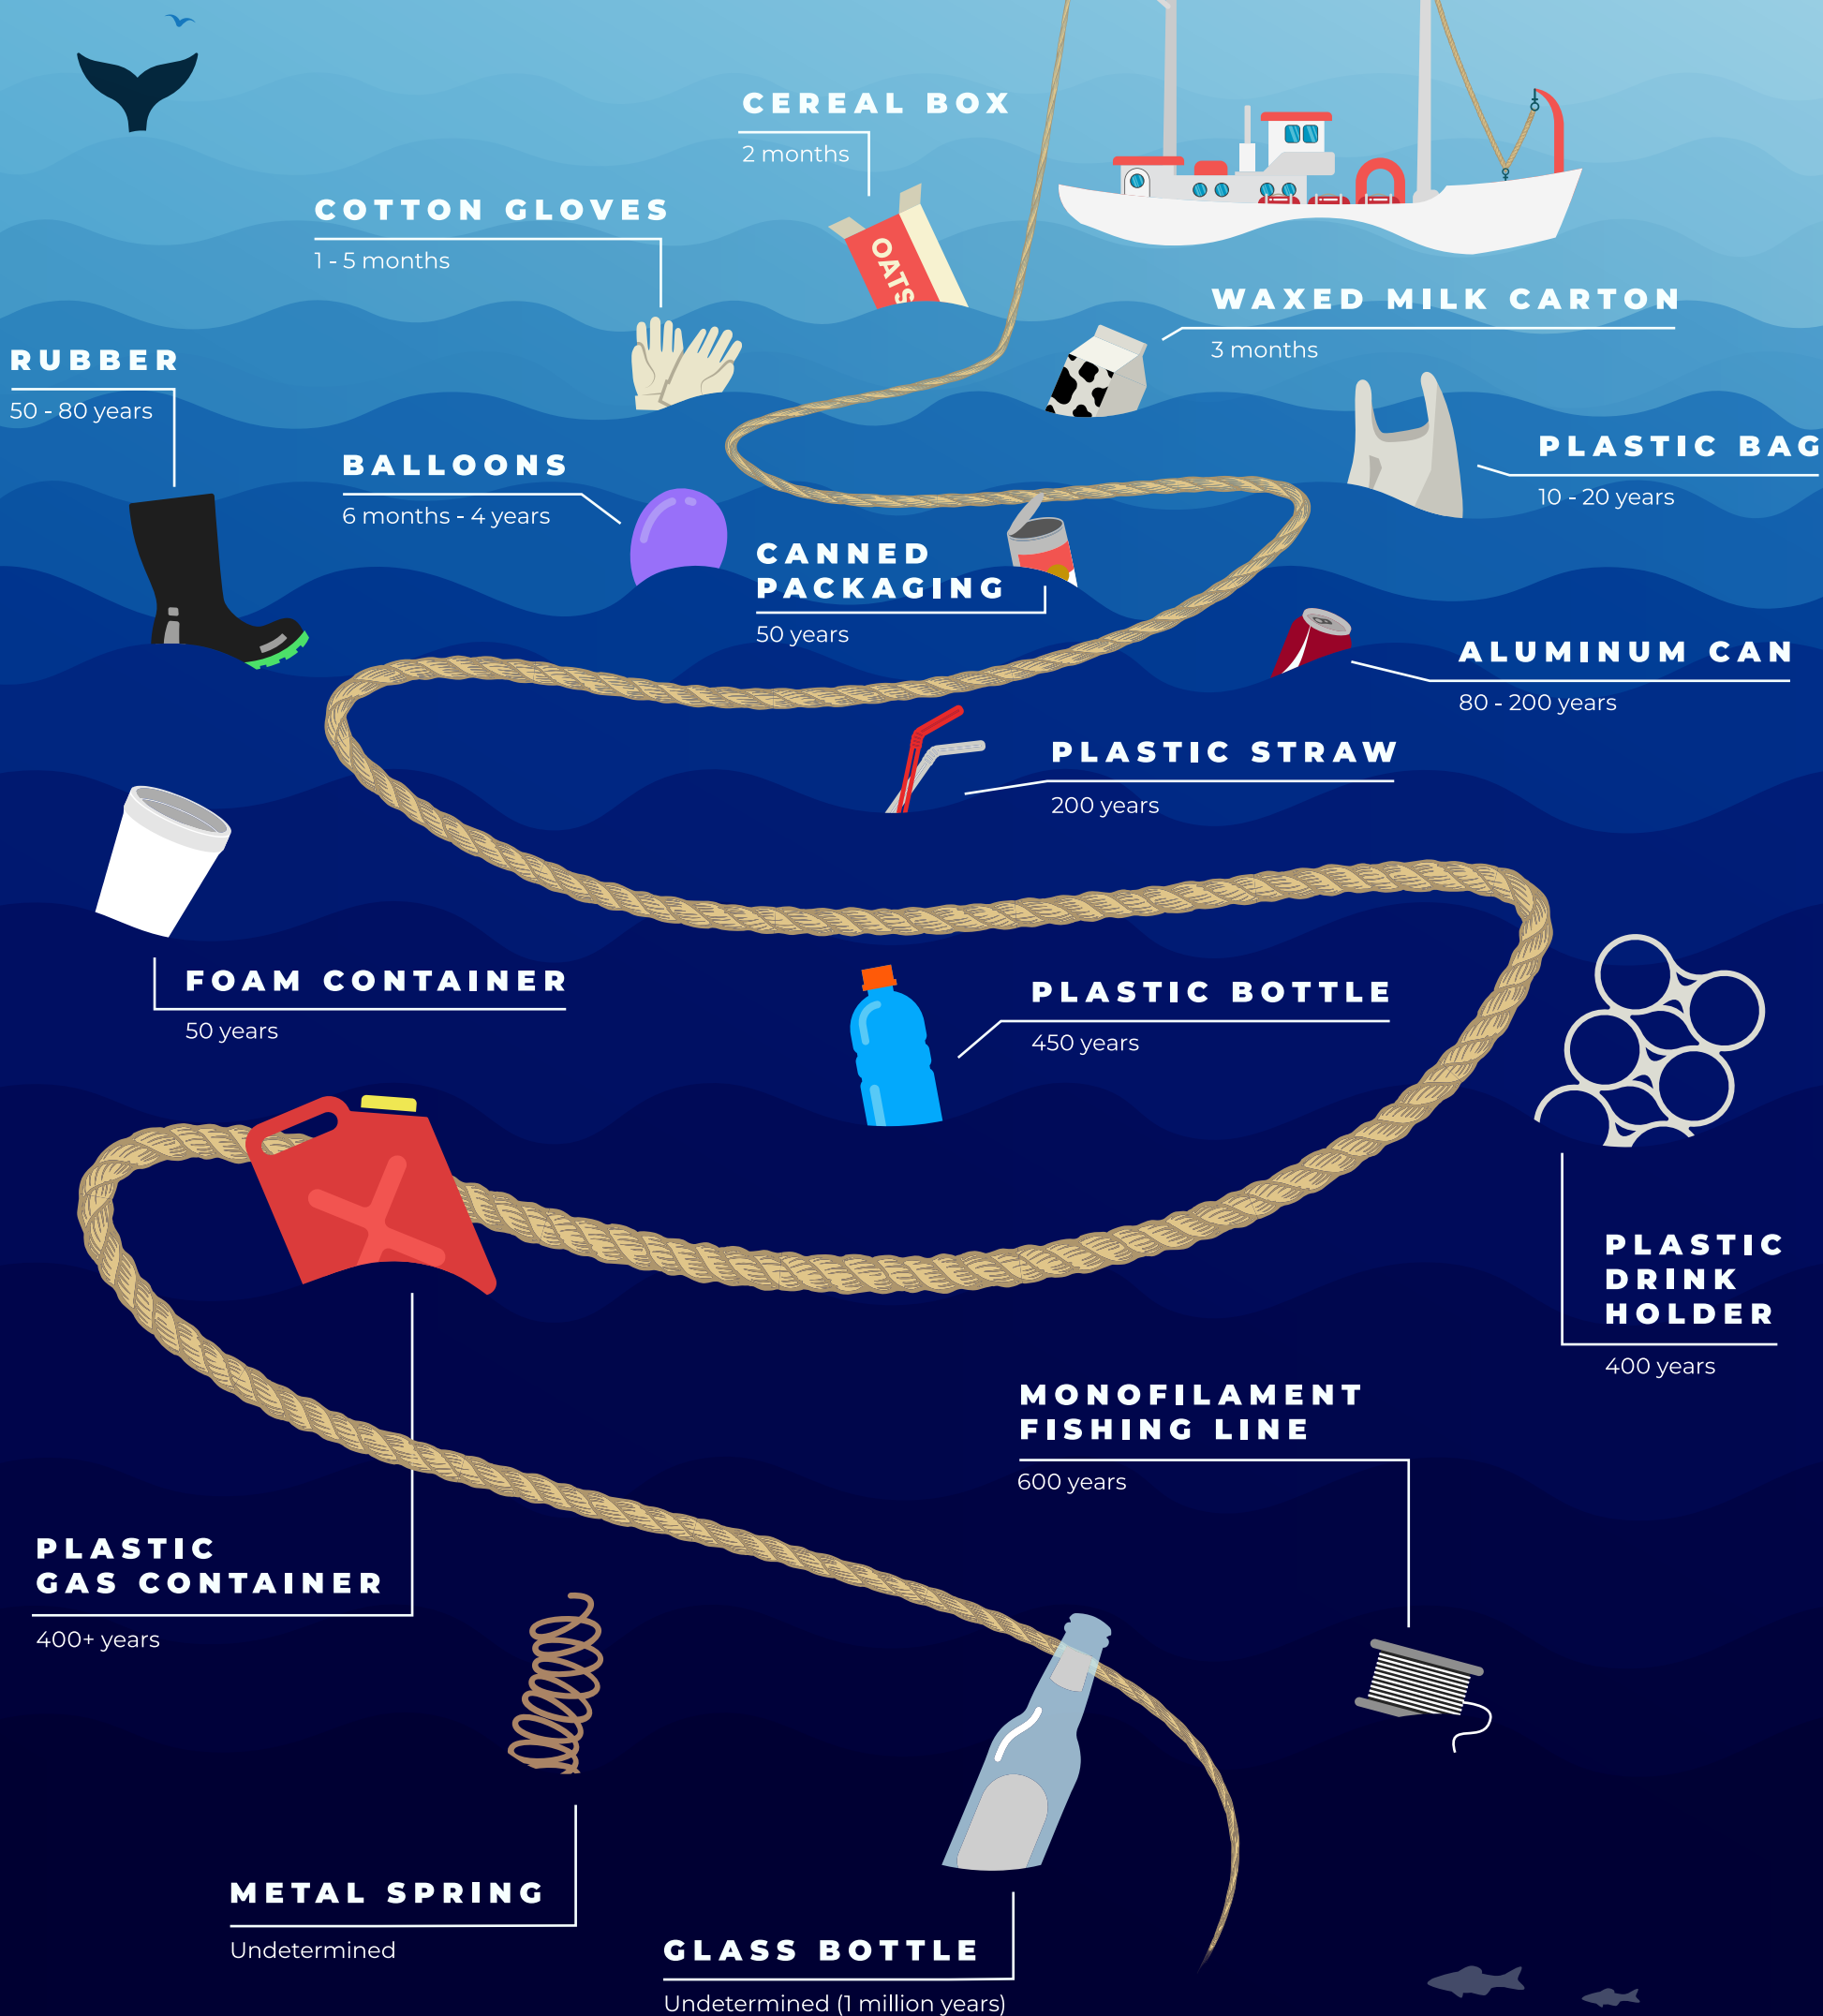 CEREAL BOX
2 months
OATS
COTTON GLOVES
1 - 5 months
WAXED MILK CARTON
3 months
RUBBER
50 - 80 years
PLASTIC BAG
10 - 20 years
BALLOONS
6 months - 4 years
CANNED
PACKAGING
50 years
ALUMINUM CAN
80 - 200 years
PLASTIC STRAW
200 years
FOAM CONTAINER
50 years
PLASTIC BOTTLE
450 years
PLASTIC
DRINK
HOLDER
400 years
MONOFILAMENT
FISHING LINE
600 years
PLASTIC
GAS CONTAINER
400+ years
METAL SPRING
Undetermined
GLASS BOTTLE
Undetermined (1 million years)